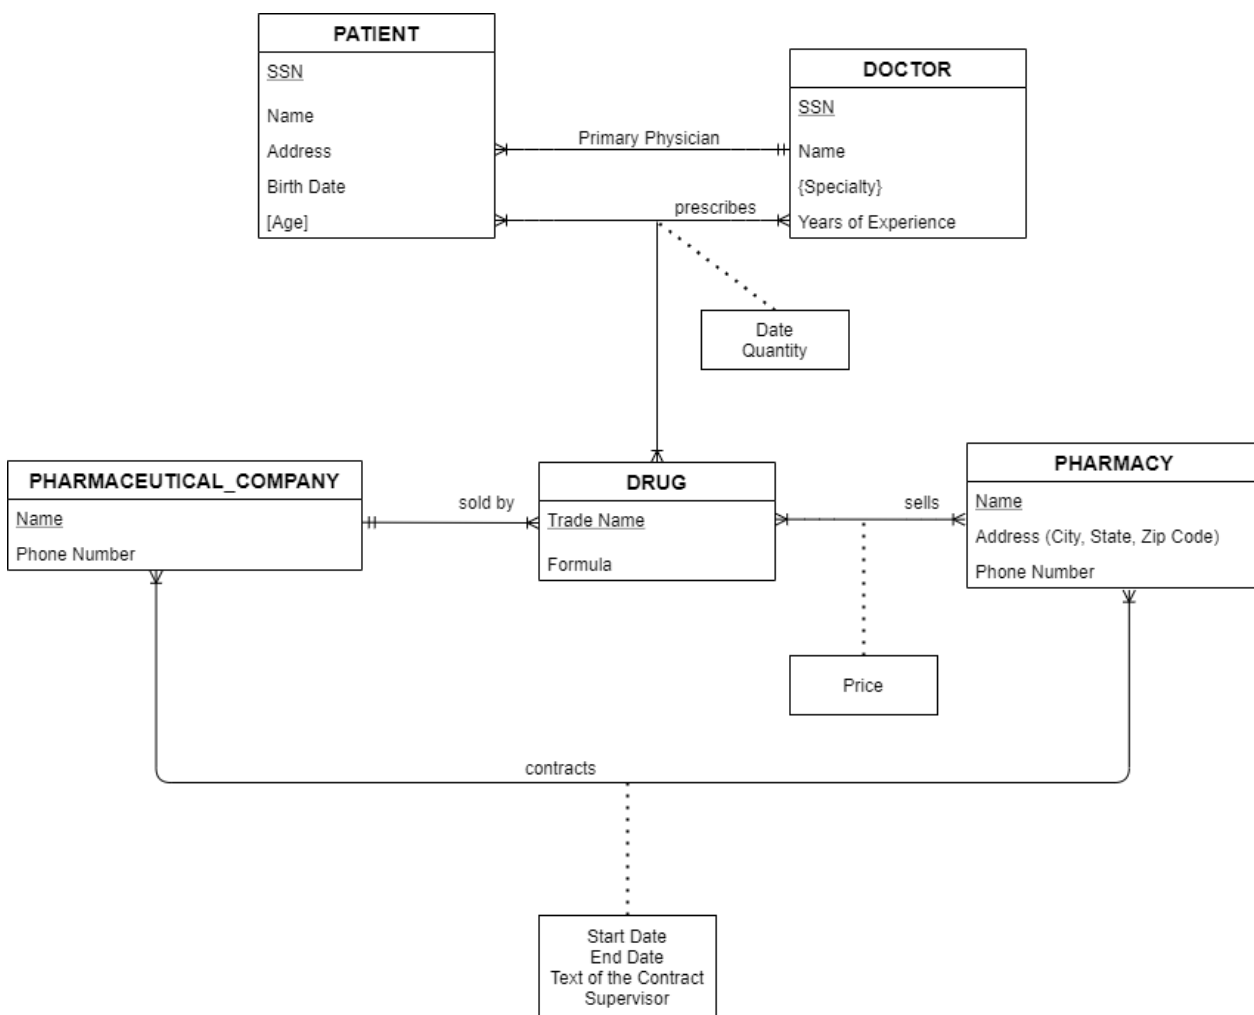 PATIENT
SSN
Name
Address
Birth Date
[Age]
DOCTOR
SSN
Name
{Specialty}
Years of Experience
Primary Physician
prescribes
Date
Quantity
PHARMACEUTICAL_COMPANY
Name
Phone Number
sold by
DRUG
Trade Name
Formula
sells
PHARMACY
Name
Address (City, State, Zip Code)
Phone Number
Price
contracts
Start Date
End Date
Text of the Contract
Supervisor